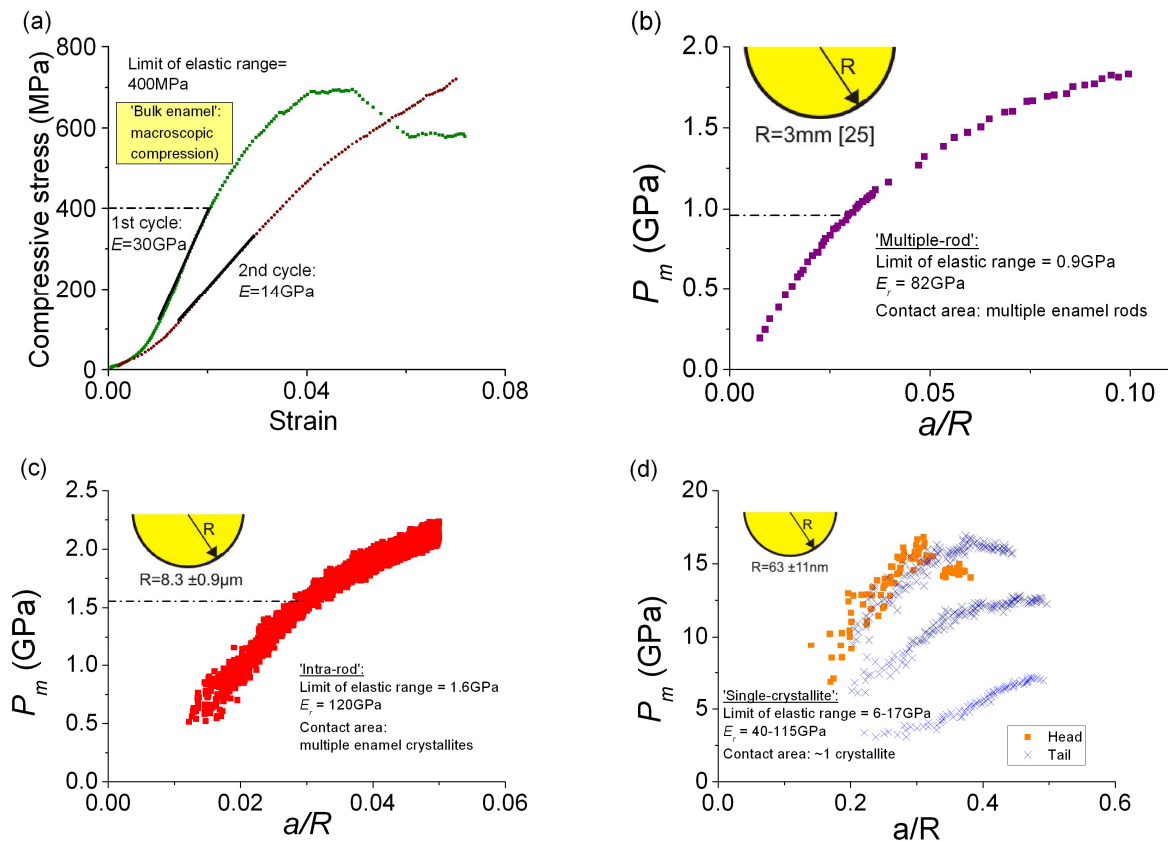 (a)
800
600
400
200
0
Compressive stress (MPa)
Limit of elastic range=
400MPa
'Bulk enamel':
macroscopic
compression)
1st cycle:
E=30GPa
2nd cycle:
E=14GPa
0.00
0.04
0.08
Strain
(b)
2.0
1.5
1.0
0.5
0.0
P_m (GPa)
R
R=3mm [25]
'Multiple-rod':
Limit of elastic range = 0.9GPa
E_r = 82GPa
Contact area: multiple enamel rods
0.00
0.05
0.10
a/R
(c)
2.5
2.0
1.5
1.0
0.5
0.0
P_m (GPa)
R
R=8.3 ±0.9µm
'Intra-rod':
Limit of elastic range = 1.6GPa
E_r = 120GPa
Contact area:
multiple enamel crystallites
0.00
0.02
0.04
0.06
a/R
(d)
20
15
10
5
0
P_m (GPa)
R
R=63 ±11nm
'Single-crystallite':
Limit of elastic range = 6-17GPa
E_r = 40-115GPa
Contact area: ~1 crystallite
Head
Tail
0.0
0.2
0.4
0.6
a/R